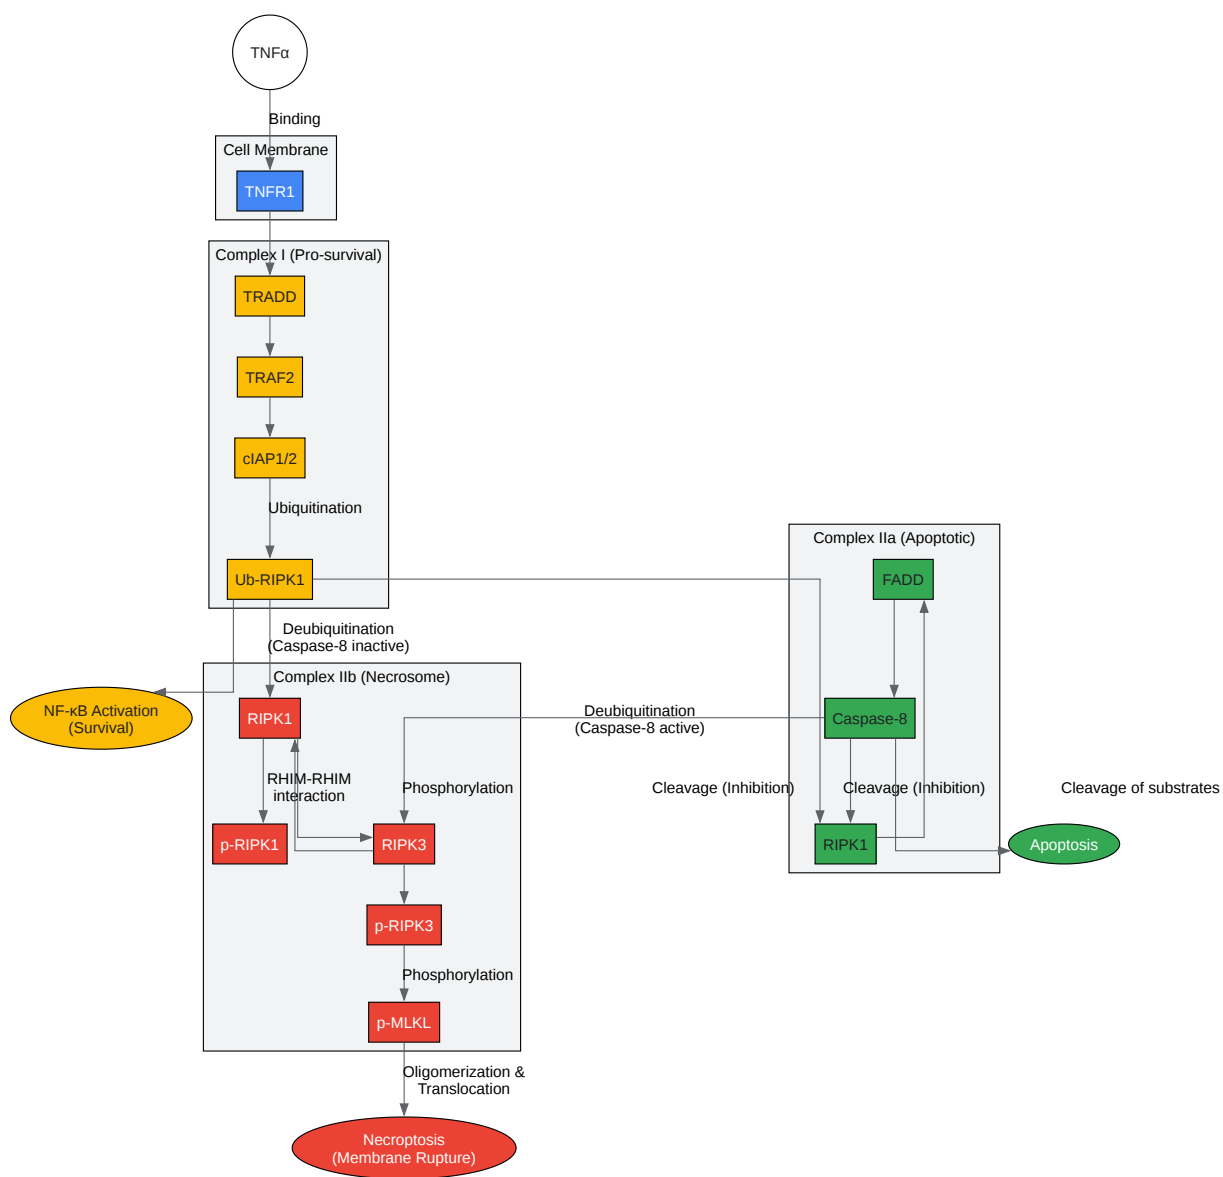 TNFα
Binding
Cell Membrane
TNFR1
Complex I (Pro-survival)
TRADD
TRAF2
cIAP1/2
Ubiquitination
Ub-RIPK1
Complex IIa (Apoptotic)
FADD
Deubiquitination
(Caspase-8 inactive)
Complex IIb (Necrosome)
NF-κB Activation
(Survival)
RIPK1
Deubiquitination
(Caspase-8 active)
Caspase-8
RHIM-RHIM
interaction
Phosphorylation
Cleavage (Inhibition)
Cleavage (Inhibition)
Cleavage of substrates
p-RIPK1
RIPK3
RIPK1
Apoptosis
p-RIPK3
Phosphorylation
p-MLKL
Oligomerization &
Translocation
Necroptosis
(Membrane Rupture)